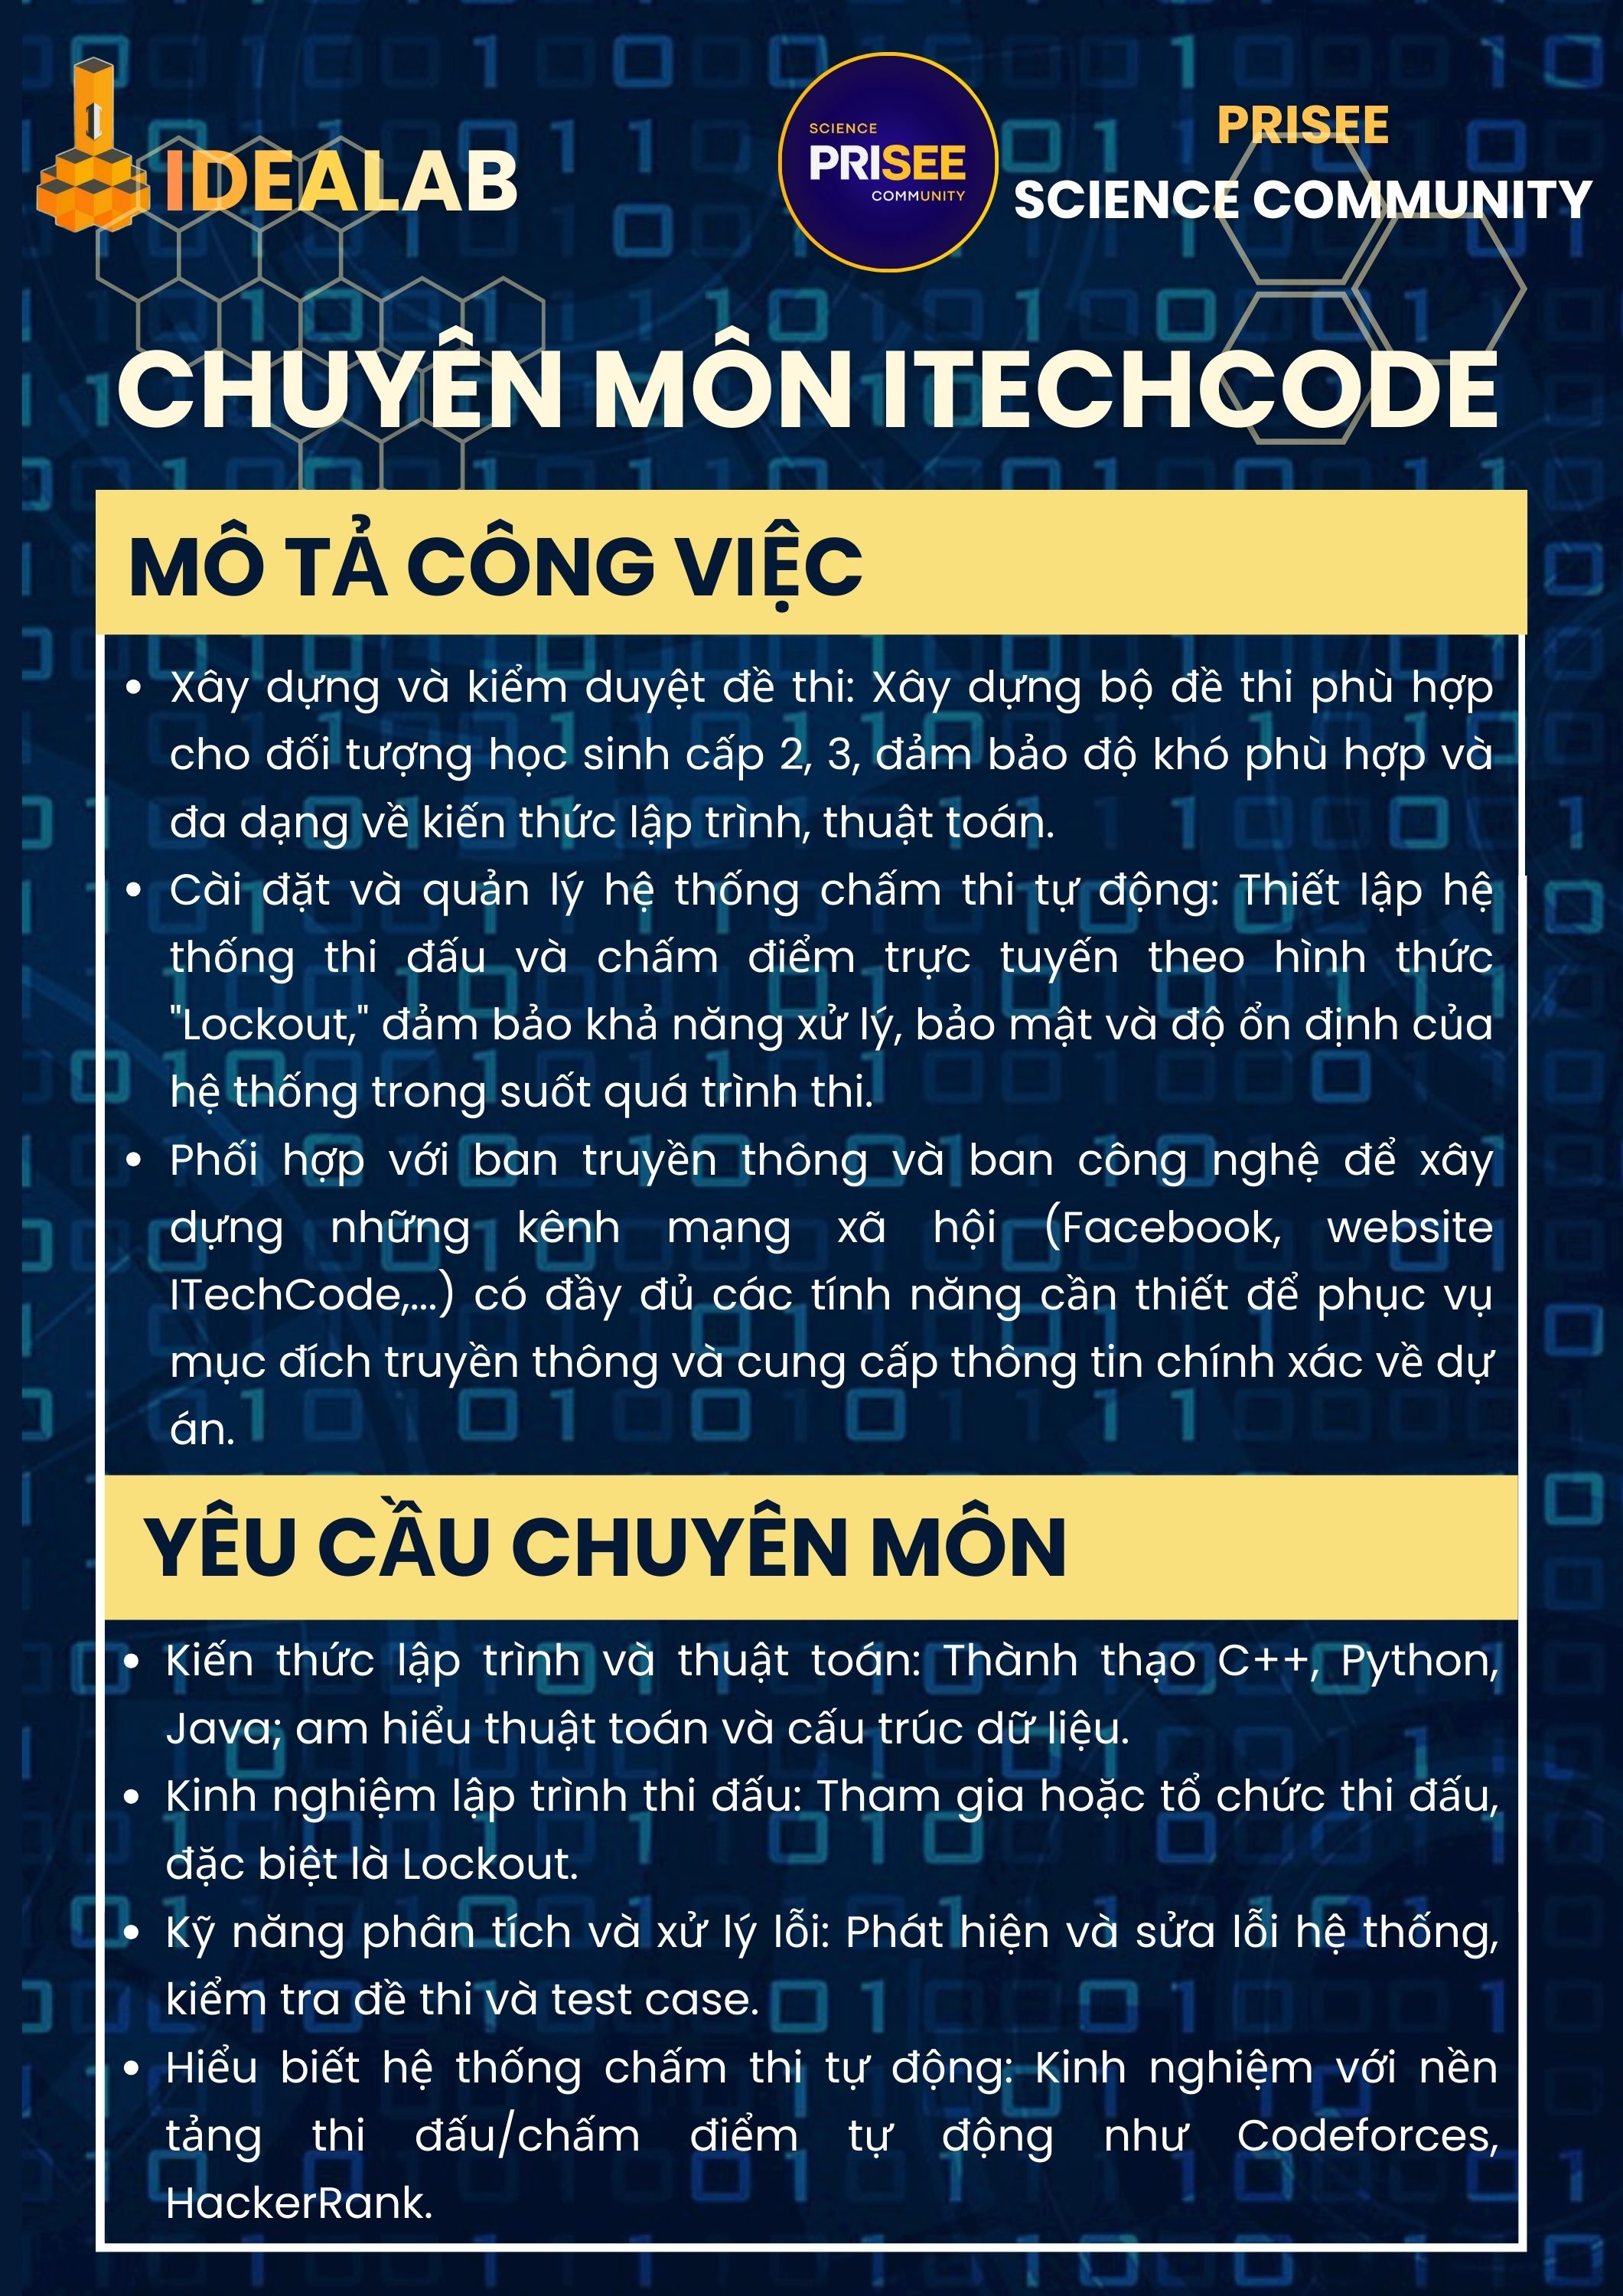 IDEALAB
SCIENCE
PRISEE
COMMUNITY
PRISEE
SCIENCE COMMUNITY
CHUYÊN MÔN ITECHCODE
MÔ TẢ CÔNG VIỆC
• Xây dựng và kiểm duyệt đề thi: Xây dựng bộ đề thi phù hợp
cho đối tượng học sinh cấp 2, 3, đảm bảo độ khó phù hợp và
đa dạng về kiến thức lập trình, thuật toán.
• Cài đặt và quản lý hệ thống chấm thi tự động: Thiết lập hệ
thống thi đấu và chấm điểm trực tuyến theo hình thức
"Lockout," đảm bảo khả năng xử lý, bảo mật và độ ổn định của
hệ thống trong suốt quá trình thi.
• Phối hợp với ban truyền thông và ban công nghệ để xây
dựng những kênh mạng xã hội (Facebook, website
ITechCode,...) có đầy đủ các tính năng cần thiết để phục vụ
mục đích truyền thông và cung cấp thông tin chính xác về dự
án.
YÊU CẦU CHUYÊN MÔN
• Kiến thức lập trình và thuật toán: Thành thạo C++, Python,
Java; am hiểu thuật toán và cấu trúc dữ liệu.
• Kinh nghiệm lập trình thi đấu: Tham gia hoặc tổ chức thi đấu,
đặc biệt là Lockout.
• Kỹ năng phân tích và xử lý lỗi: Phát hiện và sửa lỗi hệ thống,
kiểm tra đề thi và test case.
• Hiểu biết hệ thống chấm thi tự động: Kinh nghiệm với nền
tảng thi đấu/chấm điểm tự động như Codeforces,
HackerRank.